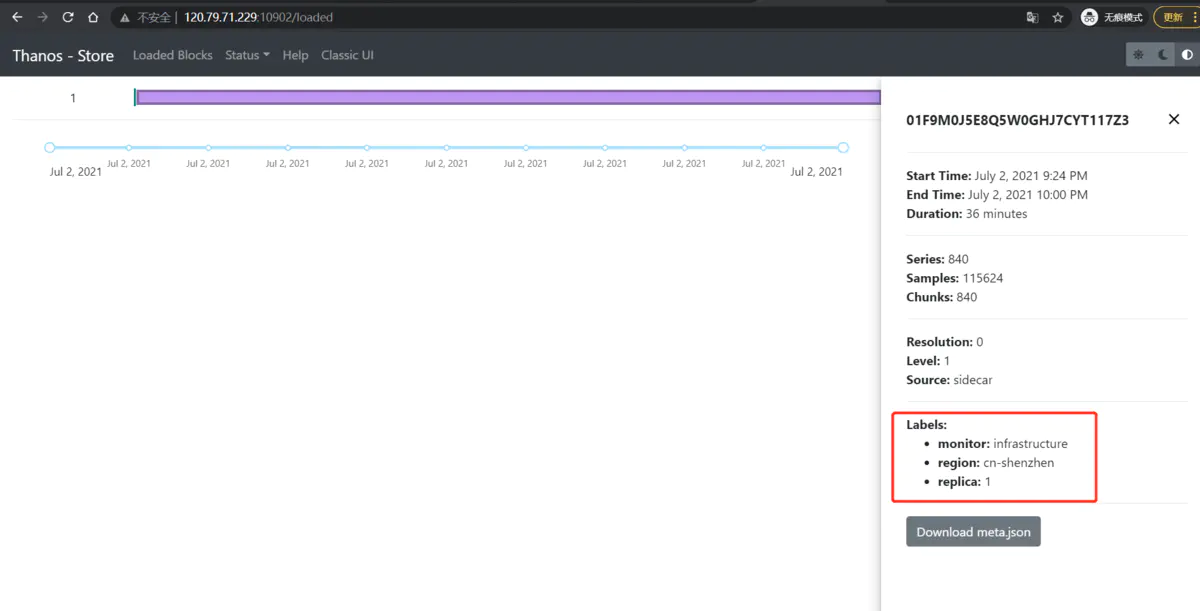 不安全 | 120.79.71.229:10902/loaded
无痕模式
更新
Thanos - Store Loaded Blocks Status Help Classic UI
1
Jul 2, 2021 Jul 2, 2021 Jul 2, 2021 Jul 2, 2021 Jul 2, 2021 Jul 2, 2021 Jul 2, 2021 Jul 2, 2021 Jul 2, 2021
Jul 2, 2021 Jul 2, 2021
01F9M0J5E8Q5W0GHJ7CYT117Z3
Start Time: July 2, 2021 9:24 PM
End Time: July 2, 2021 10:00 PM
Duration: 36 minutes
Series: 840
Samples: 115624
Chunks: 840
Resolution: 0
Level: 1
Source: sidecar
Labels:
monitor: infrastructure
region: cn-shenzhen
replica: 1
Download meta.json